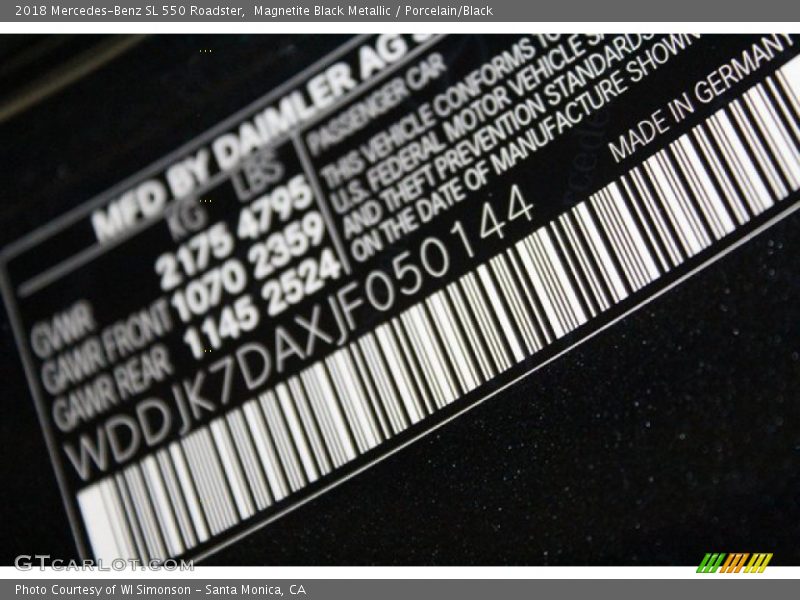 2018 Mercedes-Benz SL 550 Roadster, Magnetite Black Metallic / Porcelain/Black
MFD BY DAIMLER AG
KG LBS
GVWR 2175 4795
GAWR FRONT 1070 2359
GAWR REAR 1145 2524
PASSENGER CAR
THIS VEHICLE CONFORMS TO
U.S. FEDERAL MOTOR VEHICLE
AND THEFT PREVENTION STANDARDS
ON THE DATE OF MANUFACTURE SHOWN
MADE IN GERMANY
WDDJK7DAXJF050144
GTcarlot.com
Photo Courtesy of WI Simonson - Santa Monica, CA